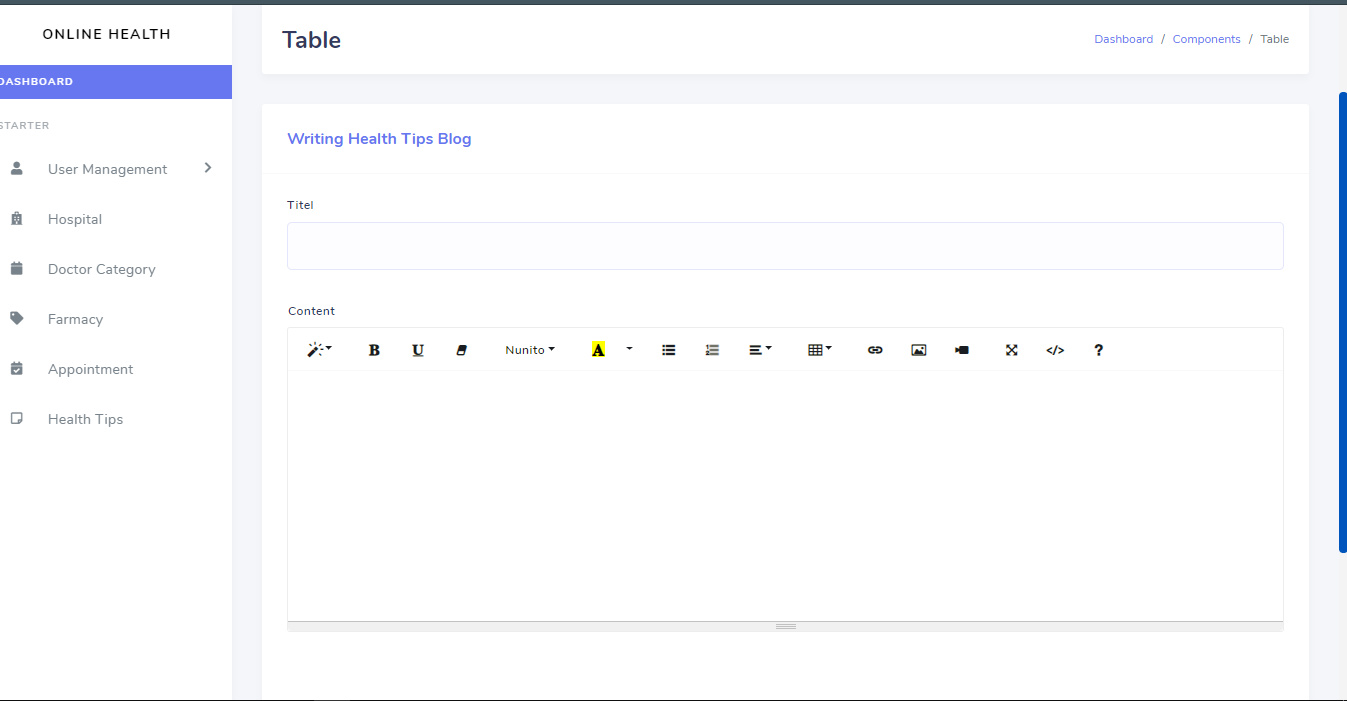 ONLINE HEALTH
DASHBOARD
STARTER
User Management
Hospital
Doctor Category
Farmacy
Appointment
Health Tips
Table
Dashboard / Components / Table
Writing Health Tips Blog
Titel
Content
B U Nunito A </> ?